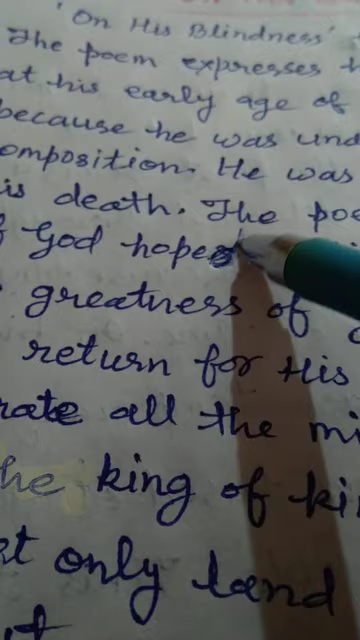 'On His Blindness'
The poem expresses
at his early age of
because he was und
omposition. He was
is death. The poe
f God hopes
greatness of
return for His
rate all the mi
he king of kin
t only land